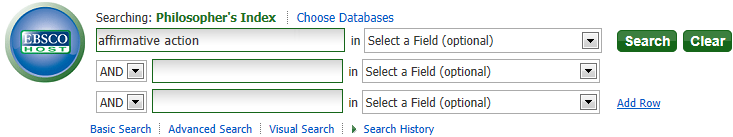 Searching: Philosopher's Index Choose Databases
EBSCO
HOST
affirmative action in Select a Field (optional) Search Clear
AND in Select a Field (optional)
AND in Select a Field (optional) Add Row
Basic Search Advanced Search Visual Search Search History